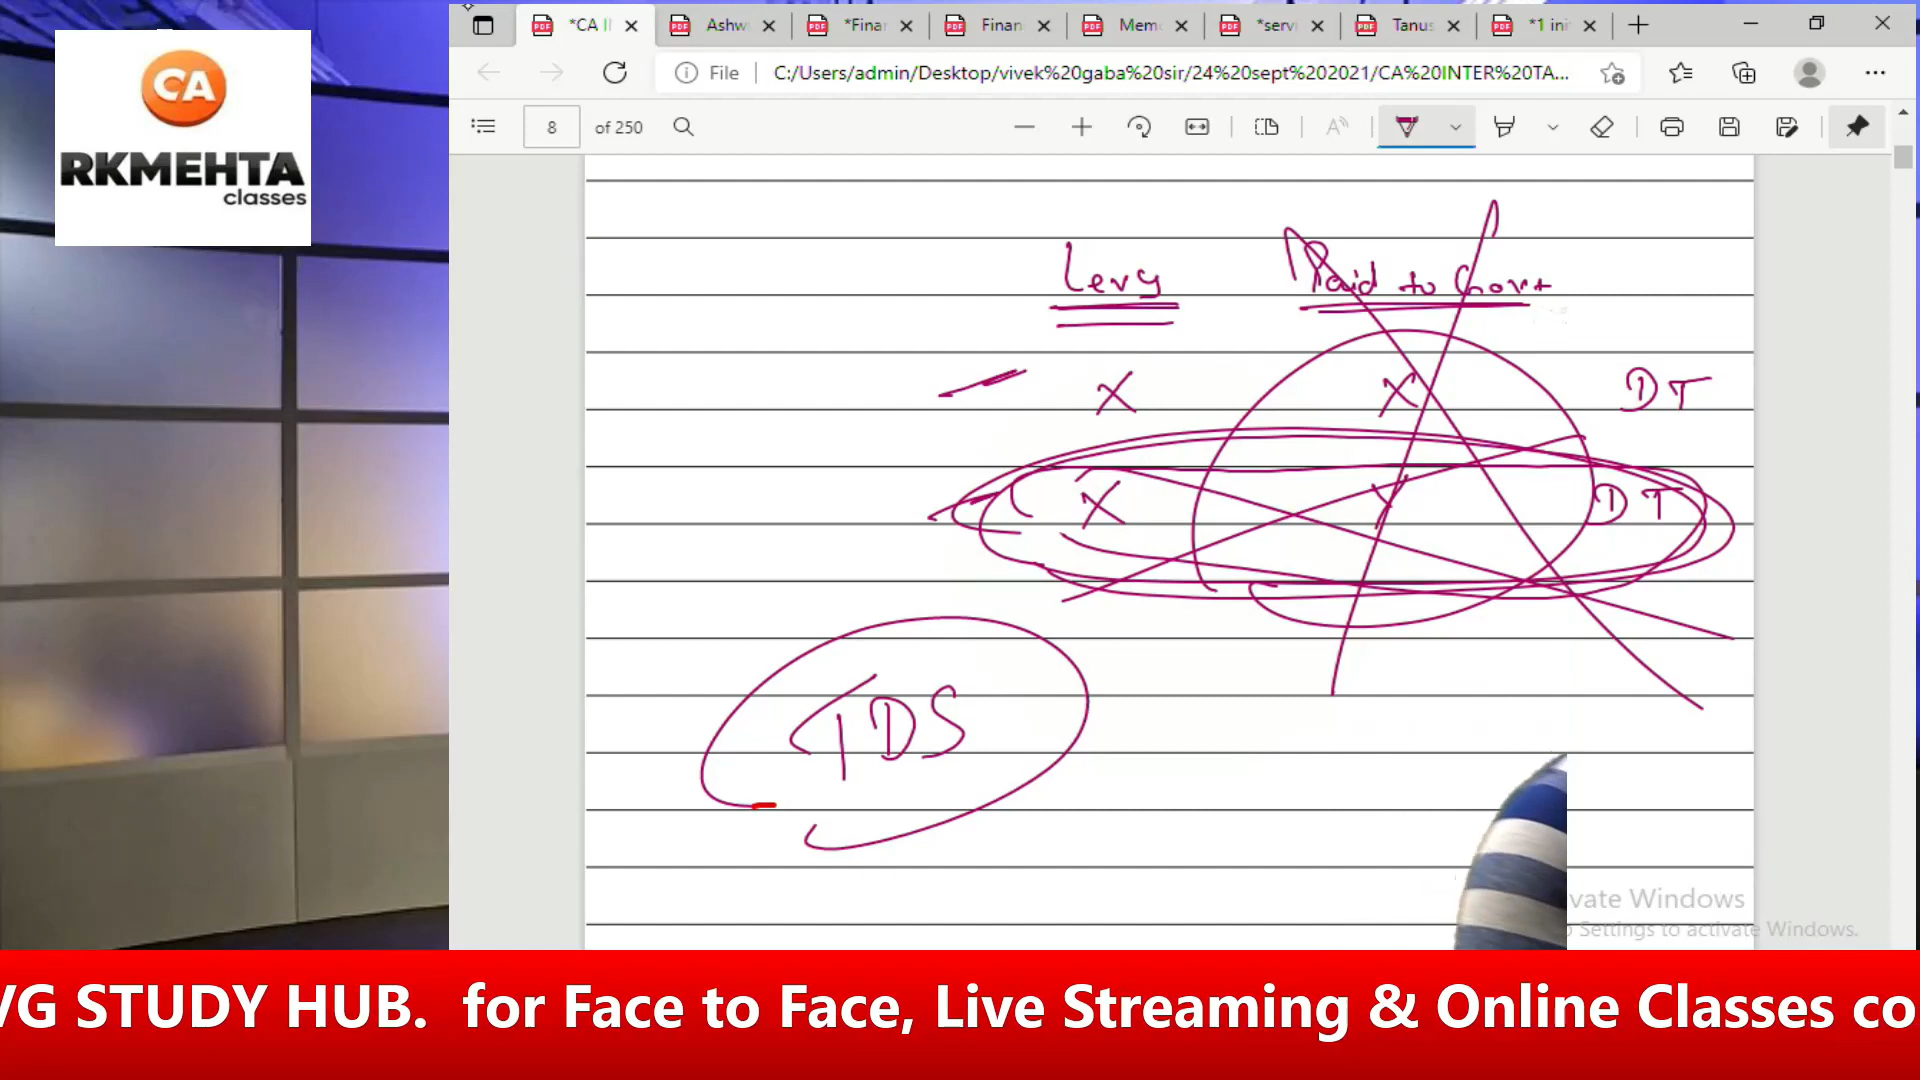 *CA I
Ashw
*Finar
Finan
Memo
*serv
Tanus
*1 ini
File
C:/Users/admin/Desktop/vivek%20gaba%20sir/24%20sept%202021/CA%20INTER%20TA...
8 of 250
CA
RKMEHTA
classes
Levy Paid to Govt
X X DT
X Y DT
TDS
vate Windows
Settings to activate Windows.
VG STUDY HUB. for Face to Face, Live Streaming & Online Classes co